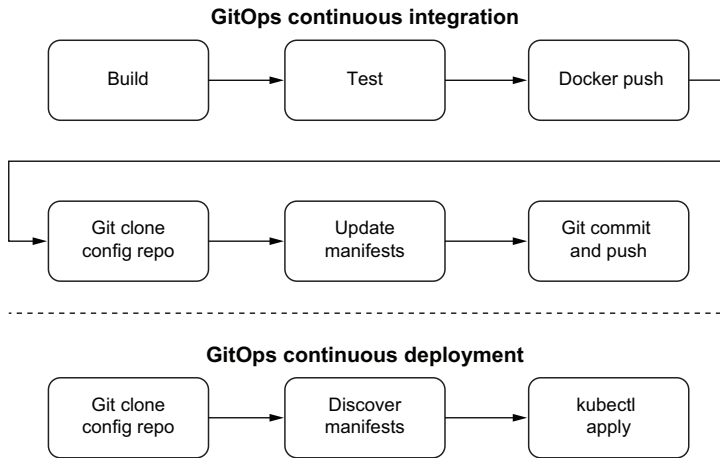 GitOps continuous integration
Build
Test
Docker push
Git clone
config repo
Update
manifests
Git commit
and push
GitOps continuous deployment
Git clone
config repo
Discover
manifests
kubectl
apply